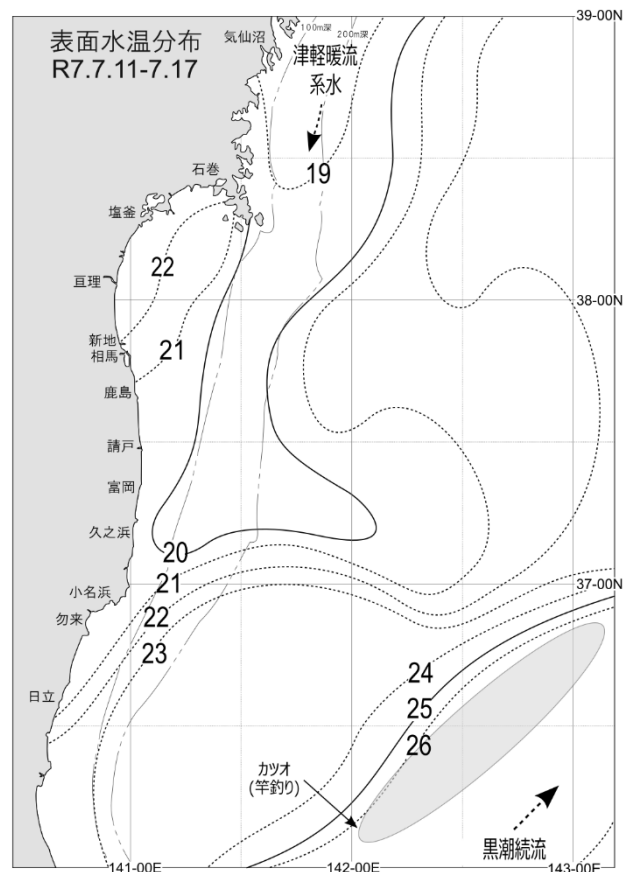 表面水温分布
R7.7.11-7.17
気仙沼
100m深
200m深
39-00N
津軽暖流
系水
19
石巻
塩釜
22
亘理
38-00N
新地
相馬
21
鹿島
請戸
富岡
久之浜
20
21
37-00N
小名浜
勿来
22
23
24
日立
25
26
カツオ
(竿釣り)
黒潮続流
141-00E
142-00E
143-00E